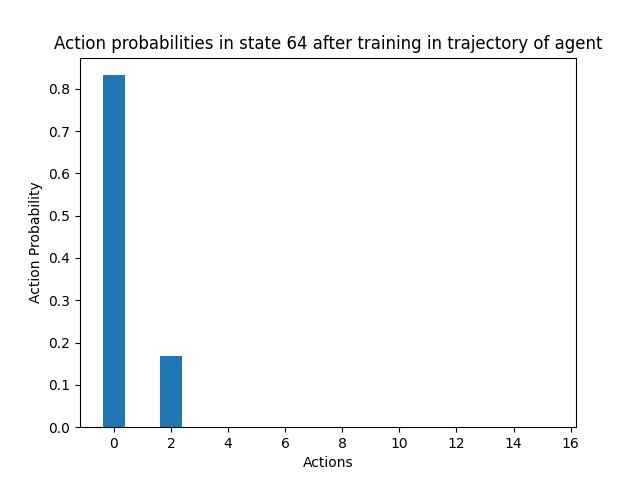 Action probabilities in state 64 after training in trajectory of agent
0.8
0.7
0.6
0.5
0.4
0.3
0.2
0.1
0.0
Action Probability
0 2 4 6 8 10 12 14 16
Actions